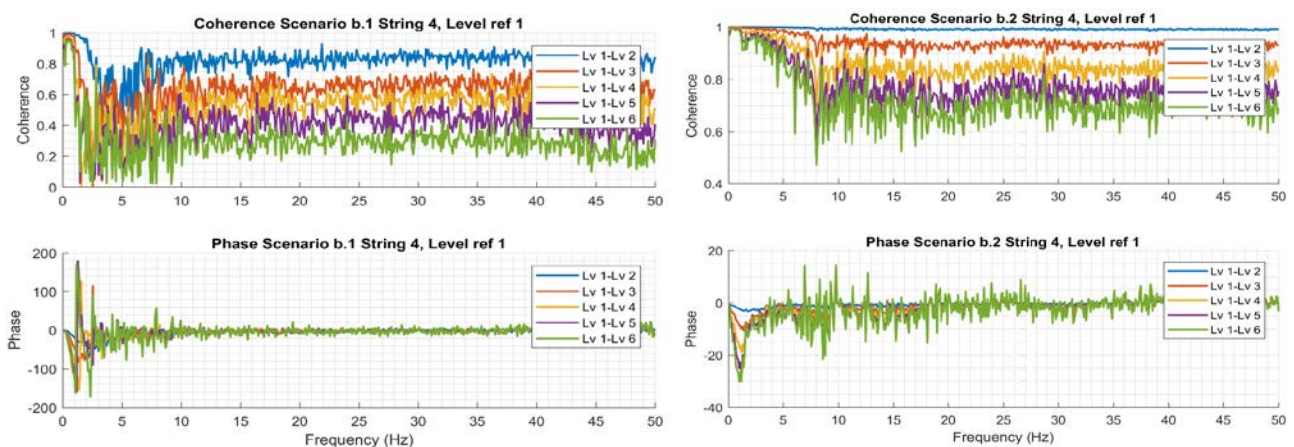 Coherence Scenario b.1 String 4, Level ref 1
Coherence
1
0.8
0.6
0.4
0.2
0
0 5 10 15 20 25 30 35 40 45 50
Lv 1-Lv 2
Lv 1-Lv 3
Lv 1-Lv 4
Lv 1-Lv 5
Lv 1-Lv 6
Coherence Scenario b.2 String 4, Level ref 1
Coherence
1
0.8
0.6
0.4
0 5 10 15 20 25 30 35 40 45 50
Lv 1-Lv 2
Lv 1-Lv 3
Lv 1-Lv 4
Lv 1-Lv 5
Lv 1-Lv 6
Phase Scenario b.1 String 4, Level ref 1
Phase
200
100
0
-100
-200
0 5 10 15 20 25 30 35 40 45 50
Frequency (Hz)
Lv 1-Lv 2
Lv 1-Lv 3
Lv 1-Lv 4
Lv 1-Lv 5
Lv 1-Lv 6
Phase Scenario b.2 String 4, Level ref 1
Phase
20
0
-20
-40
0 5 10 15 20 25 30 35 40 45 50
Frequency (Hz)
Lv 1-Lv 2
Lv 1-Lv 3
Lv 1-Lv 4
Lv 1-Lv 5
Lv 1-Lv 6